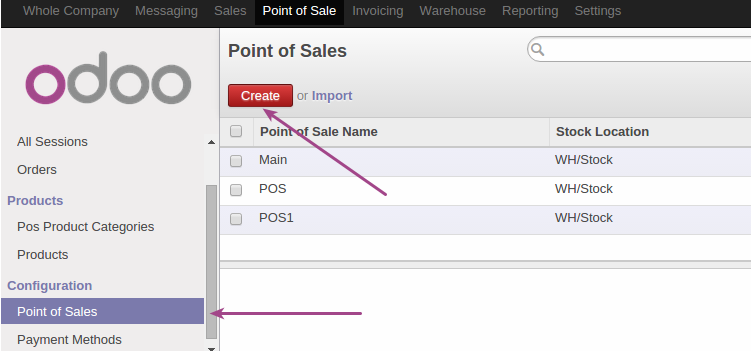 Whole Company Messaging Sales Point of Sale Invoicing Warehouse Reporting Settings
odoo
All Sessions
Orders
Products
Pos Product Categories
Products
Configuration
Point of Sales
Payment Methods
Point of Sales
Create or Import
Point of Sale Name Stock Location
Main WH/Stock
POS WH/Stock
POS1 WH/Stock